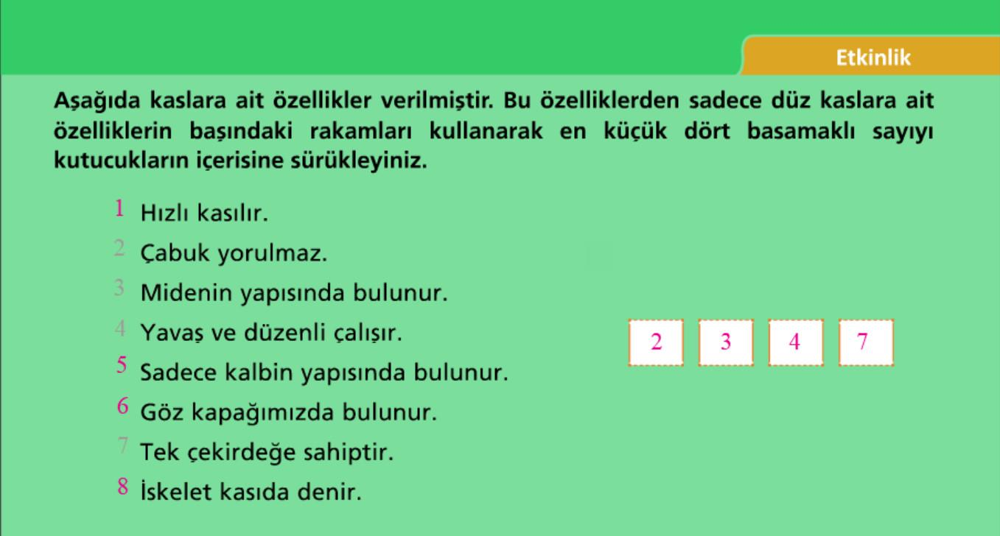 Etkinlik
Aşağıda kaslara ait özellikler verilmiştir. Bu özelliklerden sadece düz kaslara ait
özelliklerin başındaki rakamları kullanarak en küçük dört basamaklı sayıyı
kutucukların içerisine sürükleyiniz.
1 Hızlı kasılır.
2 Çabuk yorulmaz.
3 Midenin yapısında bulunur.
4 Yavaş ve düzenli çalışır.
5 Sadece kalbin yapısında bulunur.
6 Göz kapağımızda bulunur.
7 Tek çekirdeğe sahiptir.
8 İskelet kasıda denir.
2 3 4 7